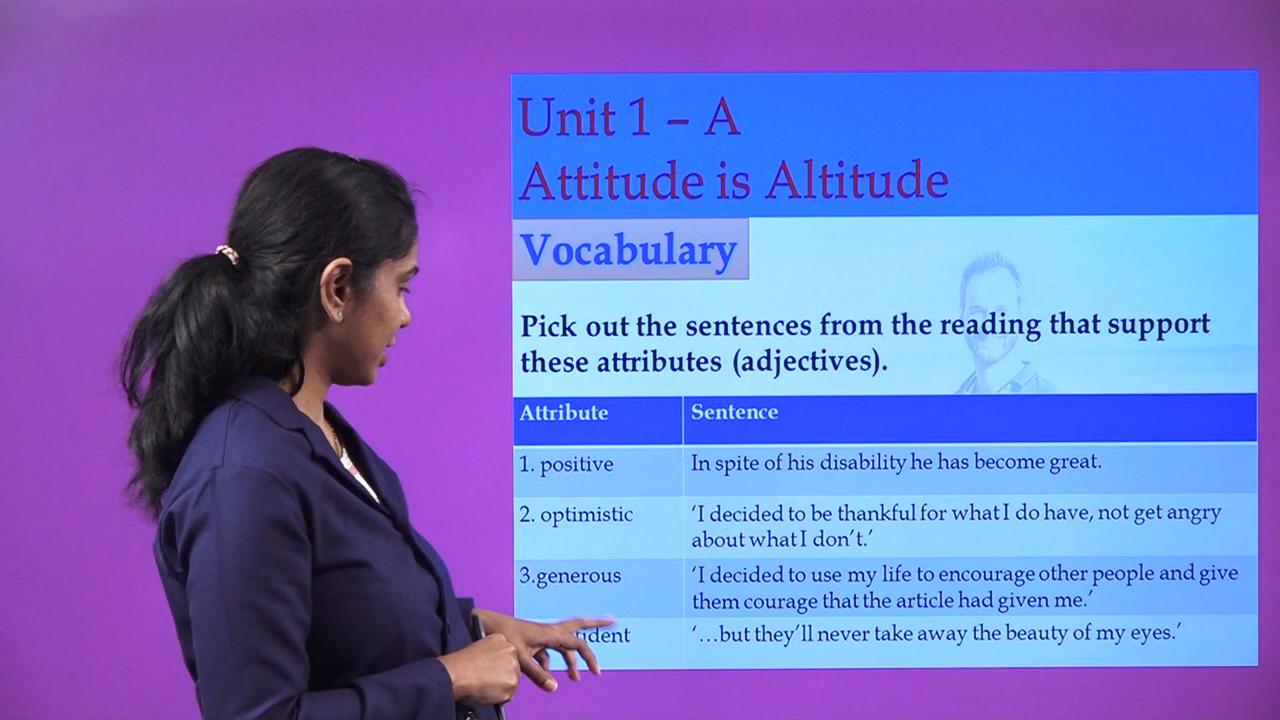 Unit 1 – A
Attitude is Altitude
Vocabulary
Pick out the sentences from the reading that support
these attributes (adjectives).
Attribute Sentence
1. positive In spite of his disability he has become great.
2. optimistic ‘I decided to be thankful for what I do have, not get angry
about what I don’t.’
3.generous ‘I decided to use my life to encourage other people and give
them courage that the article had given me.’
‘…but they’ll never take away the beauty of my eyes.’